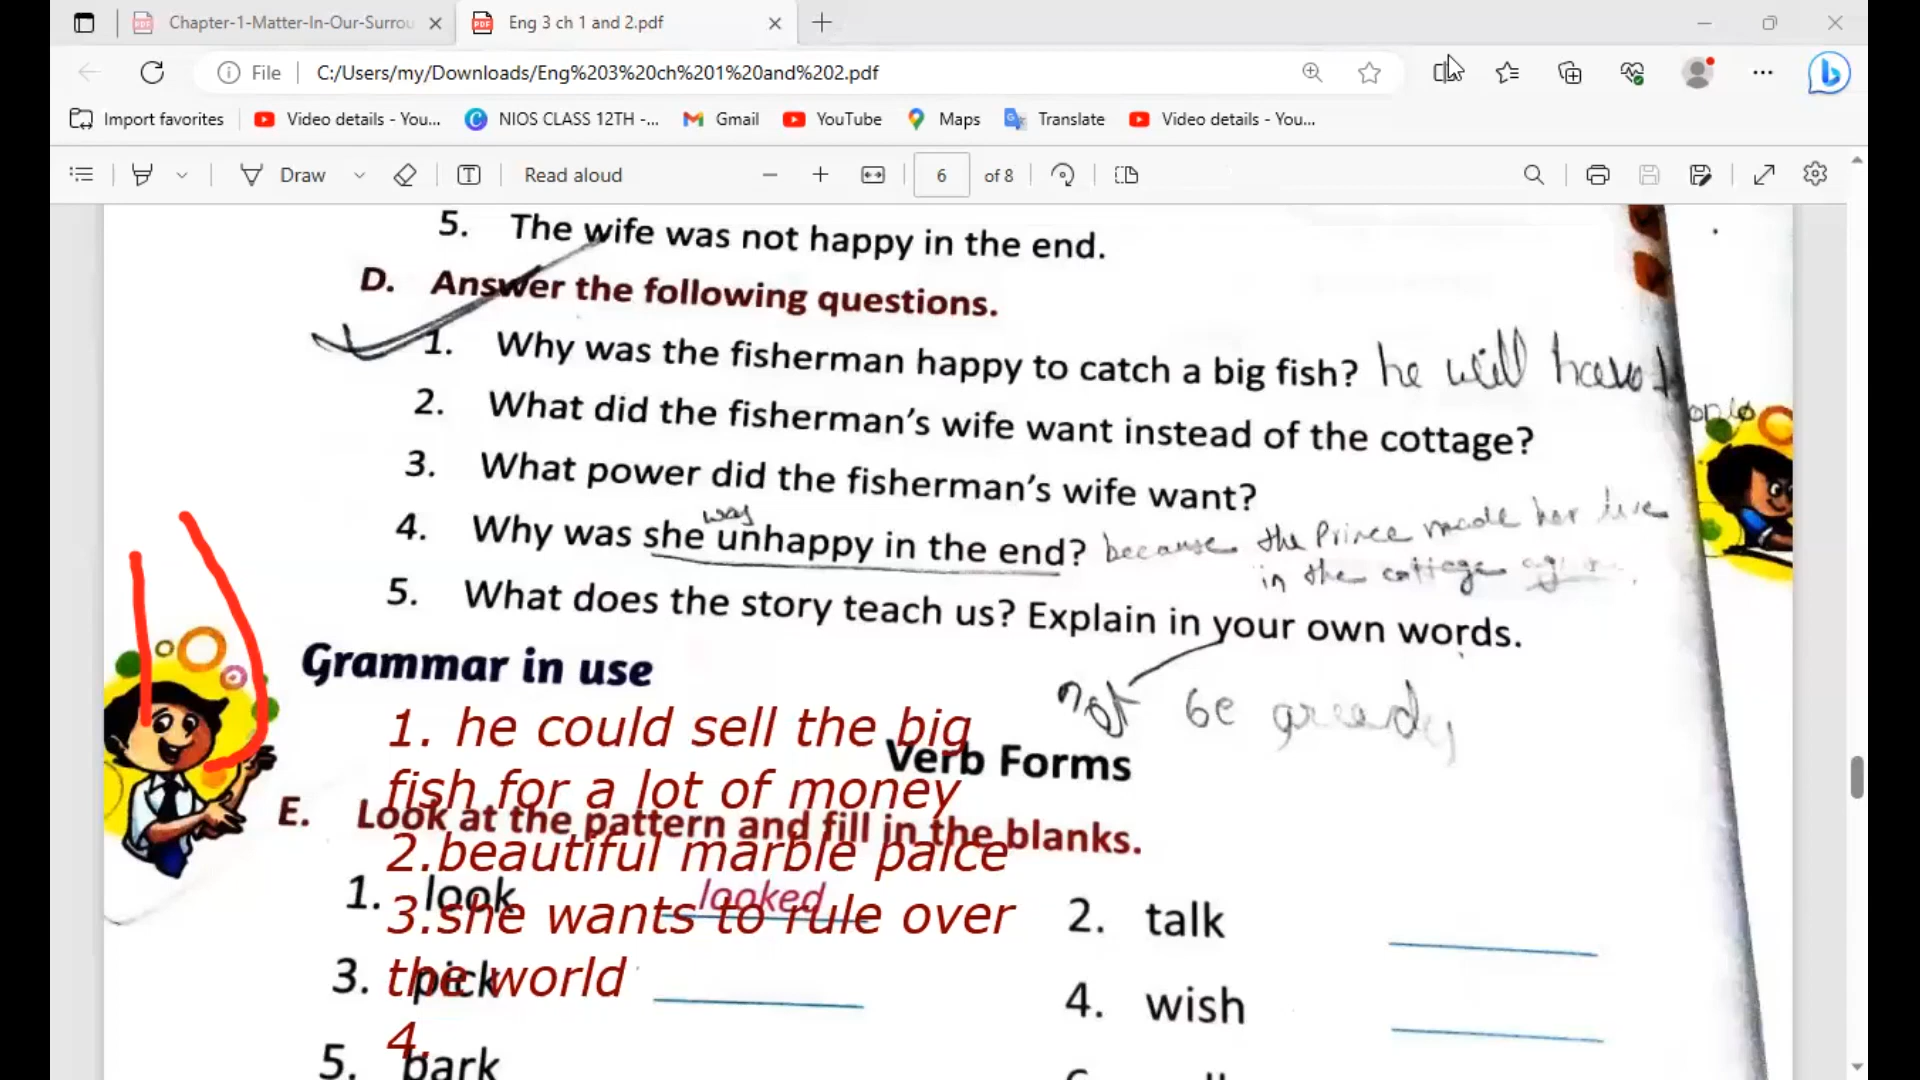 Chapter-1-Matter-In-Our-Surrou
Eng 3 ch 1 and 2.pdf
File
C:/Users/my/Downloads/Eng%203%20ch%201%20and%202.pdf
Import favorites
Video details - You...
NIOS CLASS 12TH -...
Gmail
YouTube
Maps
Translate
Video details - You...
Draw
Read aloud
6 of 8
5. The wife was not happy in the end.
D. Answer the following questions.
1. Why was the fisherman happy to catch a big fish? he will have
2. What did the fisherman's wife want instead of the cottage?
3. What power did the fisherman's wife want?
was
4. Why was she unhappy in the end? because the Prince made her live
in the cottage
5. What does the story teach us? Explain in your own words.
not be greedy
Grammar in use
Verb Forms
E. Look at the pattern and fill in the blanks.
1. look looked
2. talk
3. pick
4. wish
5. bark
1. he could sell the big
fish for a lot of money
2.beautiful marble palce
3.she wants to rule over
the world
4.